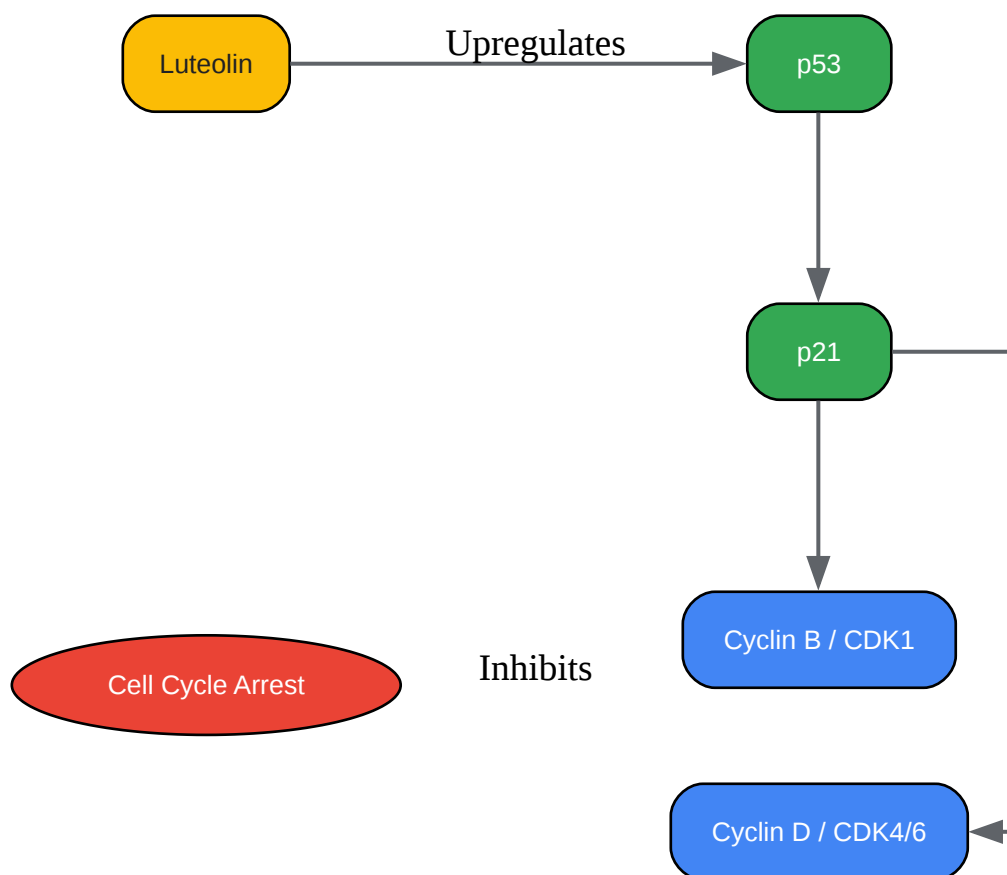 Luteolin
Upregulates
p53
p21
Cyclin B / CDK1
Inhibits
Cell Cycle Arrest
Cyclin D / CDK4/6